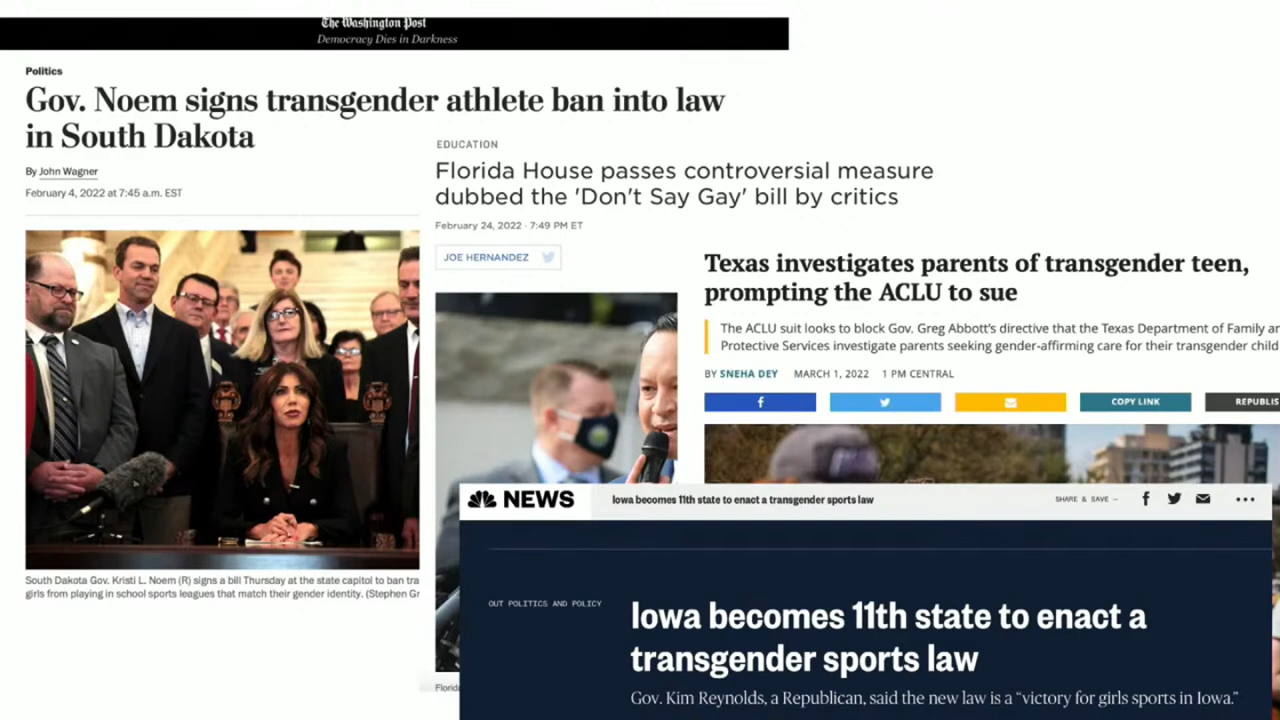 The Washington Post
Democracy Dies in Darkness
Politics
Gov. Noem signs transgender athlete ban into law
in South Dakota
By John Wagner
February 4, 2022 at 7:45 a.m. EST
South Dakota Gov. Kristi L. Noem (R) signs a bill Thursday at the state capitol to ban tra
girls from playing in school sports leagues that match their gender identity. (Stephen Gr
EDUCATION
Florida House passes controversial measure
dubbed the 'Don't Say Gay' bill by critics
February 24, 2022 · 7:49 PM ET
JOE HERNANDEZ
Florida
Texas investigates parents of transgender teen,
prompting the ACLU to sue
The ACLU suit looks to block Gov. Greg Abbott's directive that the Texas Department of Family an
Protective Services investigate parents seeking gender-affirming care for their transgender child
BY SNEHA DEY MARCH 1, 2022 1 PM CENTRAL
COPY LINK
REPUBLIS
NEWS
Iowa becomes 11th state to enact a transgender sports law
SHARE & SAVE —
OUT POLITICS AND POLICY
Iowa becomes 11th state to enact a
transgender sports law
Gov. Kim Reynolds, a Republican, said the new law is a “victory for girls sports in Iowa.”